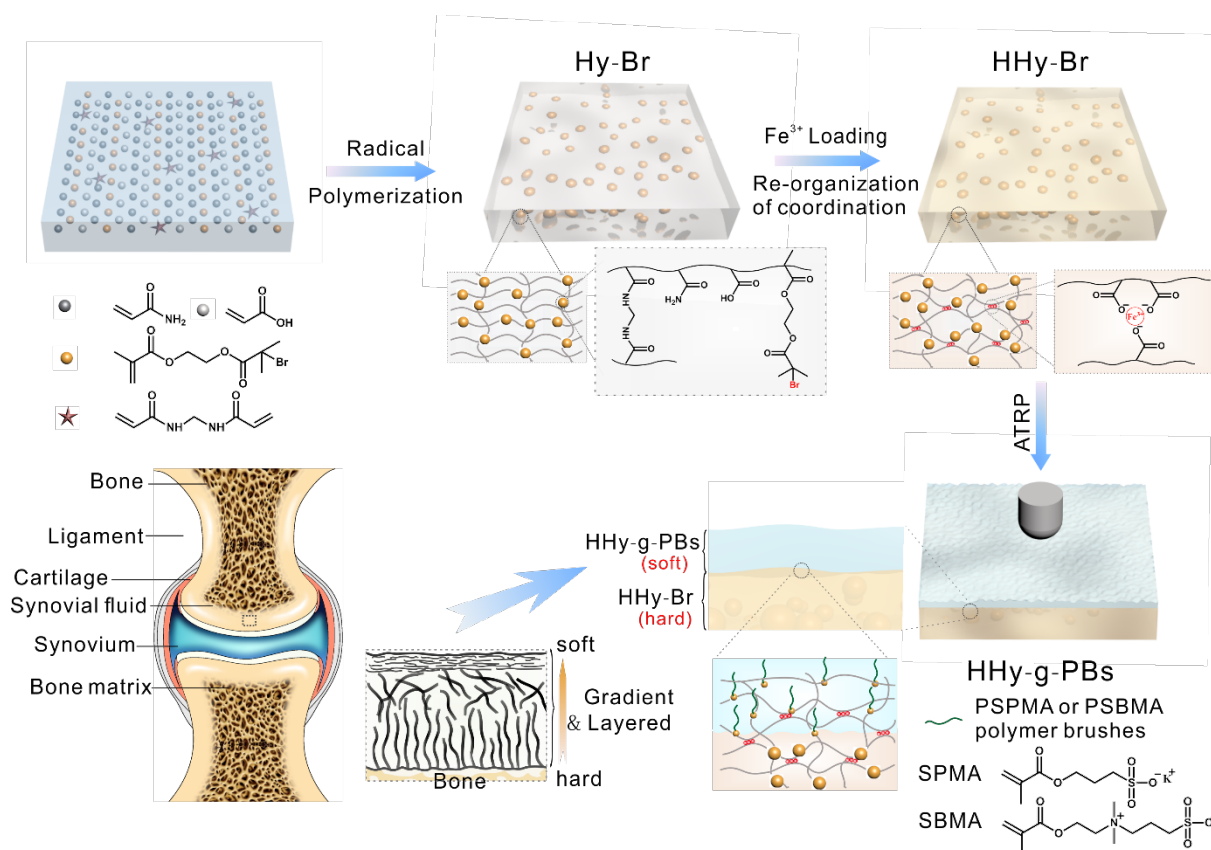 Hy-Br
HHy-Br
Radical
Polymerization
Fe³⁺ Loading
Re-organization
of coordination
O
NH₂
O
OH
O
O
O
O
Br
O
NH
NH
O
O
HN
HN
O
O
H₂N
O
HO
O
O
O
O
Br
O
O⁻
O
O⁻
Fe³⁺
O⁻
O
ATRP
Bone
Ligament
Cartilage
Synovial fluid
Synovium
Bone matrix
soft
Gradient
& Layered
hard
Bone
HHy-g-PBs
(soft)
HHy-Br
(hard)
HHy-g-PBs
PSPMA or PSBMA
polymer brushes
SPMA
O
O
O
S
O
O⁻K⁺
SBMA
O
O
N⁺
O
S
O
O